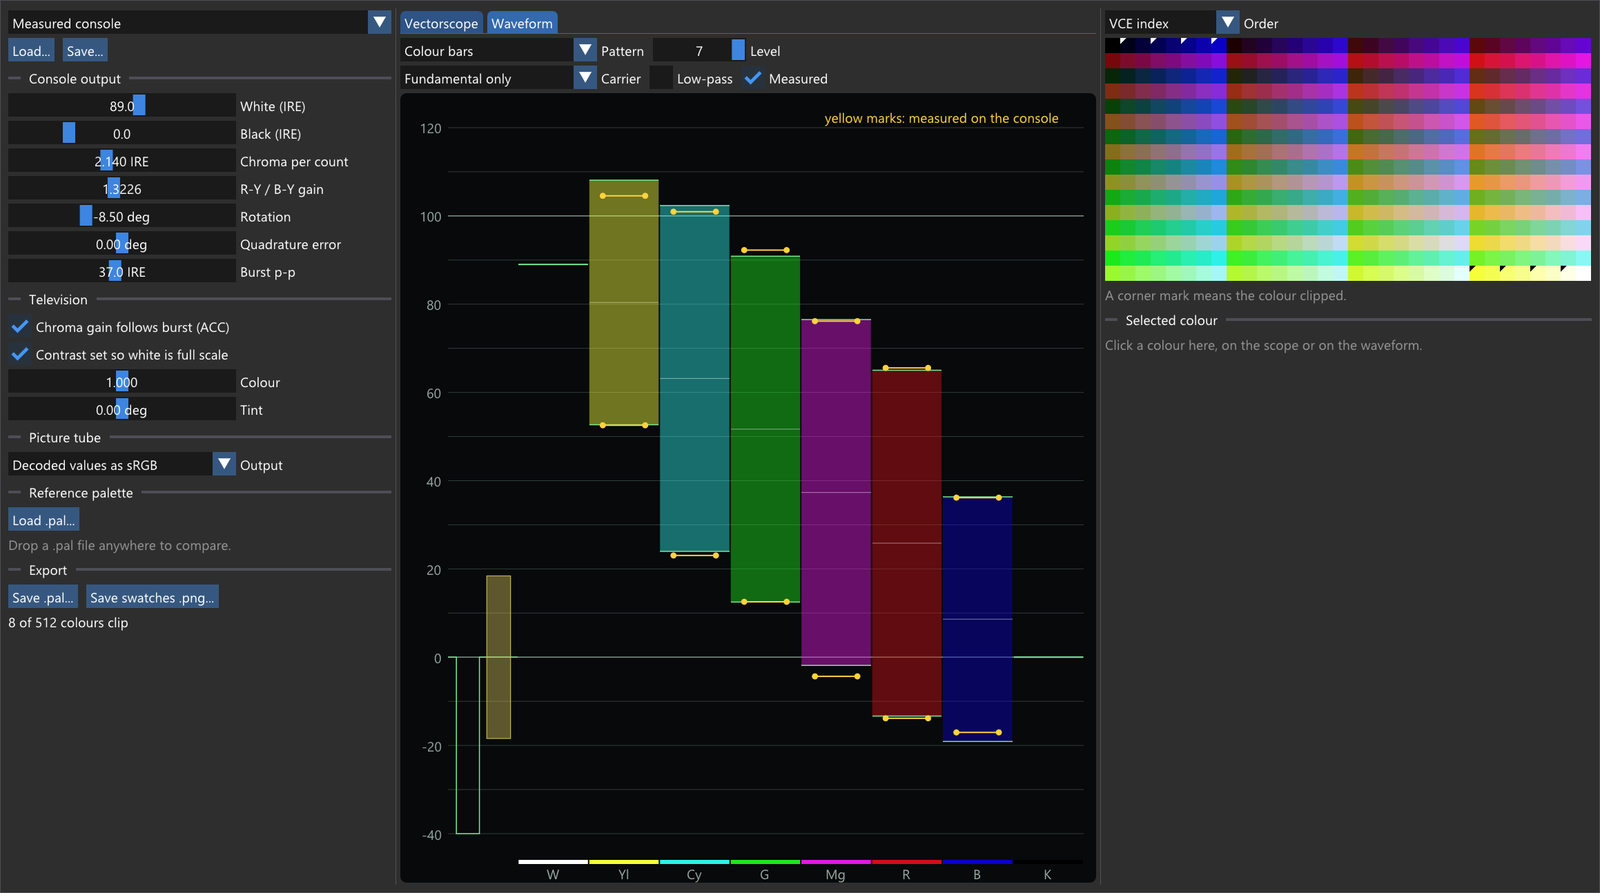 Measured console
Load... Save...
Console output
89.0 White (IRE)
0.0 Black (IRE)
2.140 IRE Chroma per count
1.3226 R-Y / B-Y gain
-8.50 deg Rotation
0.00 deg Quadrature error
37.0 IRE Burst p-p
Television
Chroma gain follows burst (ACC)
Contrast set so white is full scale
1.000 Colour
0.00 deg Tint
Picture tube
Decoded values as sRGB Output
Reference palette
Load .pal...
Drop a .pal file anywhere to compare.
Export
Save .pal... Save swatches .png...
8 of 512 colours clip
Vectorscope Waveform
Colour bars Pattern 7 Level
Fundamental only Carrier Low-pass Measured
yellow marks: measured on the console
120
100
80
60
40
20
0
-20
-40
W Yl Cy G Mg R B K
VCE index Order
A corner mark means the colour clipped.
Selected colour
Click a colour here, on the scope or on the waveform.